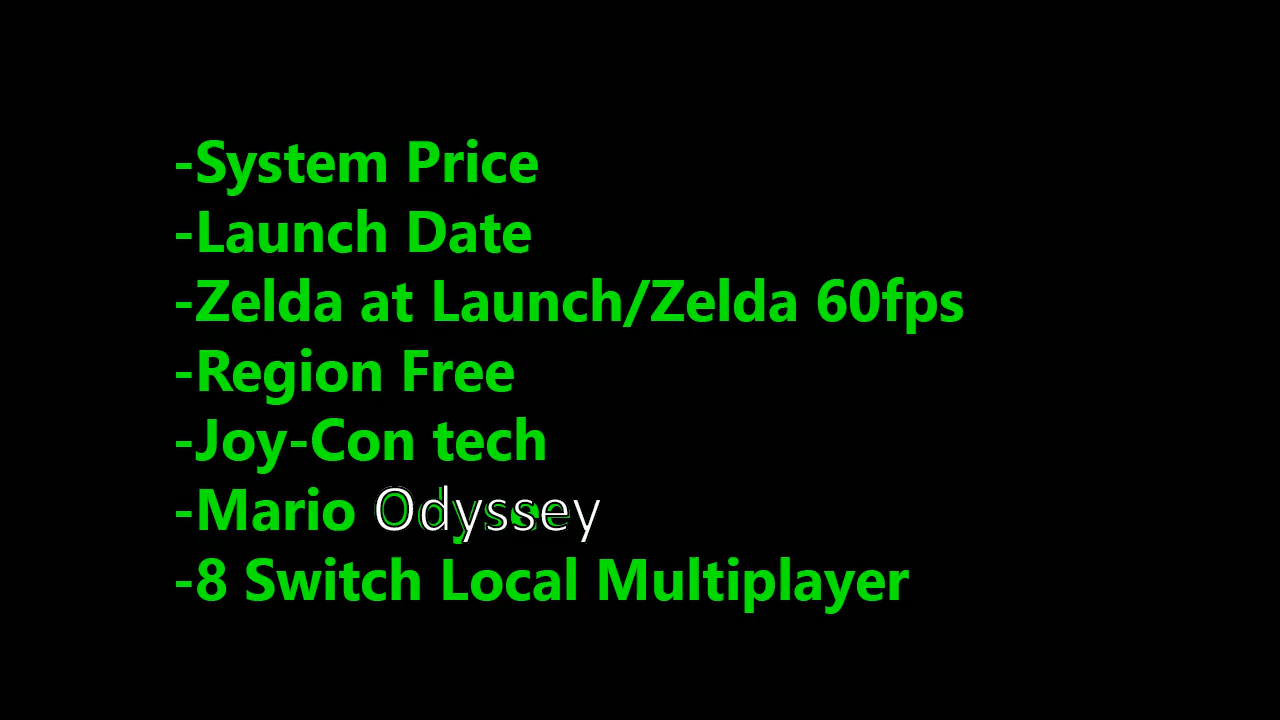 -System Price
-Launch Date
-Zelda at Launch/Zelda 60fps
-Region Free
-Joy-Con tech
-Mario Odyssey
-8 Switch Local Multiplayer